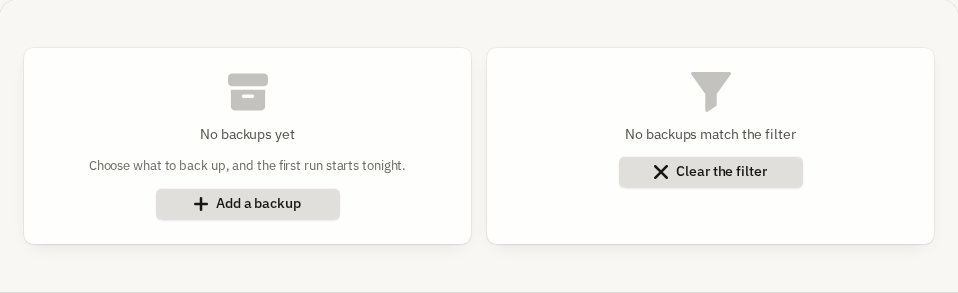 No backups yet
Choose what to back up, and the first run starts tonight.
Add a backup
No backups match the filter
Clear the filter